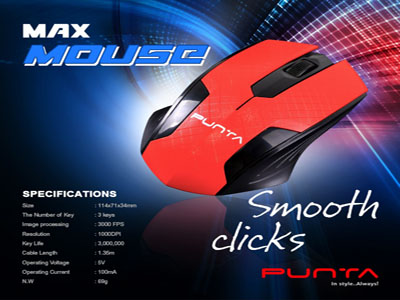 MAX
MOUSE
PUNTA
SPECIFICATIONS
Size : 114x71x34mm
The Number of Key : 3 keys
Image processing : 3000 FPS
Resolution : 1000DPI
Key Life : 3,000,000
Cable Length : 1.35m
Operating Voltage : 5V
Operating Current : 100mA
N.W : 69g
Smooth
clicks
PUNTA
In style..Always!